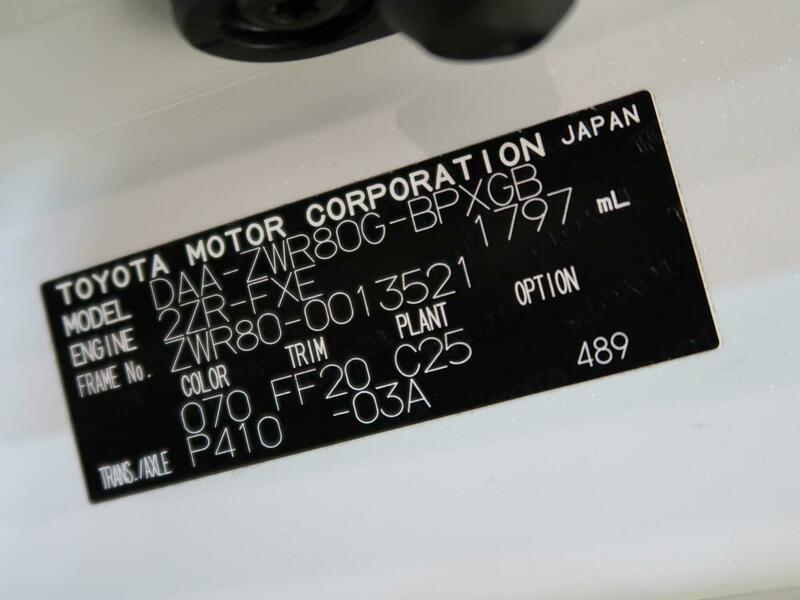 TOYOTA MOTOR CORPORATION JAPAN
MODEL DAA-ZWR80G-BPXGB
ENGINE 2ZR-FXE 1797 mL
FRAME No. ZWR80-0013521
COLOR TRIM PLANT OPTION
070 FF20 C25
TRANS./AXLE P410 -03A 489